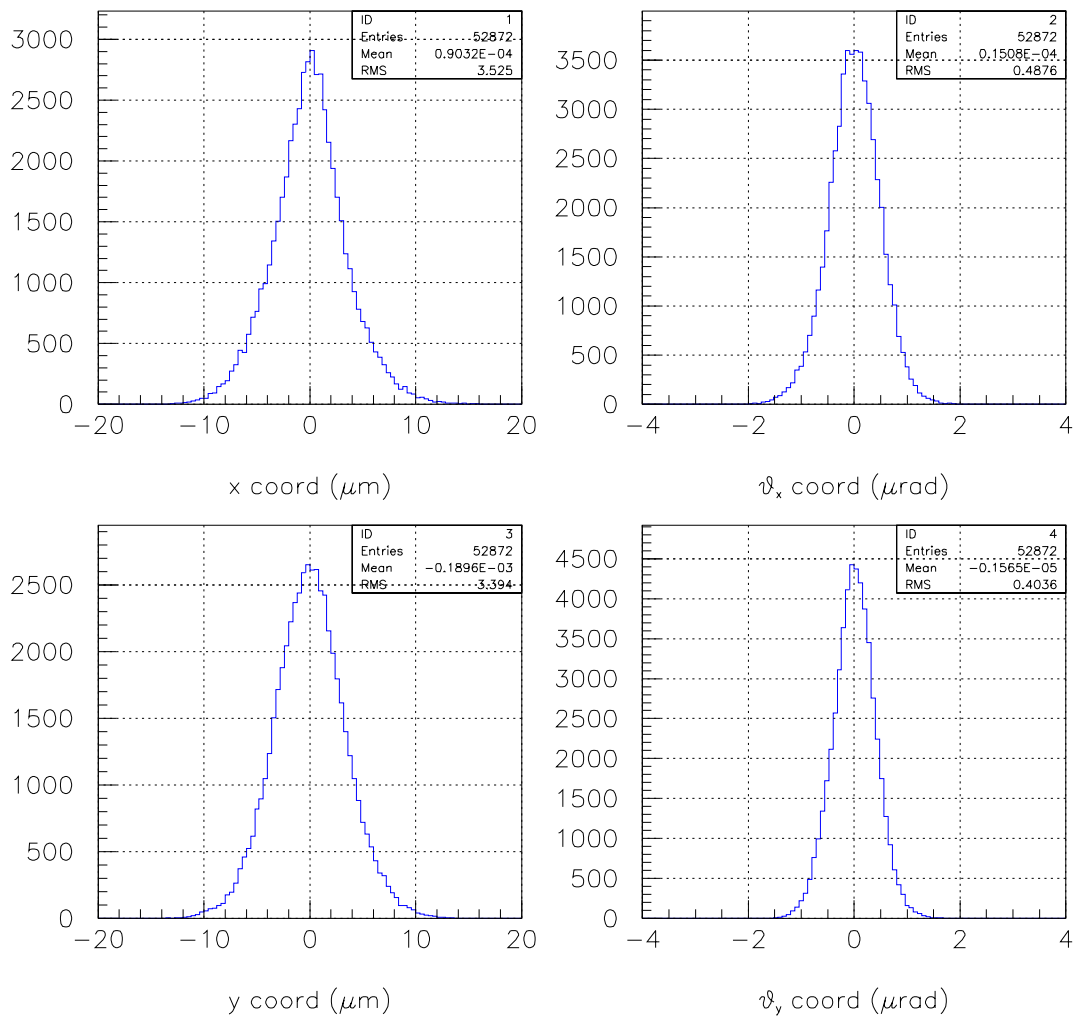 ID 1
Entries 52872
Mean 0.9032E-04
RMS 3.525
3000
2500
2000
1500
1000
500
0
−20 −10 0 10 20
x coord (μm)
ID 2
Entries 52872
Mean 0.1508E-04
RMS 0.4876
3500
3000
2500
2000
1500
1000
500
0
−4 −2 0 2 4
ϑx coord (μrad)
ID 3
Entries 52872
Mean −0.1896E-03
RMS 3.394
2500
2000
1500
1000
500
0
−20 −10 0 10 20
y coord (μm)
ID 4
Entries 52872
Mean −0.1565E-05
RMS 0.4036
4500
4000
3500
3000
2500
2000
1500
1000
500
0
−4 −2 0 2 4
ϑy coord (μrad)